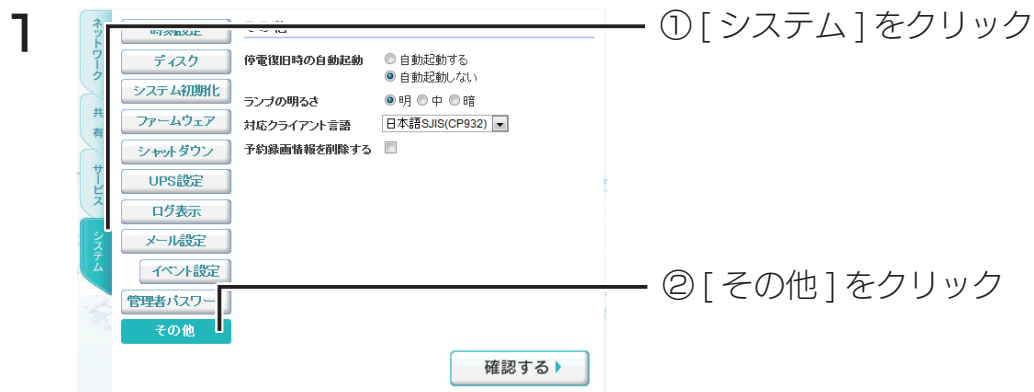 1
① [ システム ] をクリック
② [ その他 ] をクリック
ネットワーク
共有
サービス
システム
時刻設定
ディスク
システム初期化
ファームウェア
シャットダウン
UPS設定
ログ表示
メール設定
イベント設定
管理者パスワー
その他
その他
停電復旧時の自動起動
自動起動する
自動起動しない
ランプの明るさ
明 中 暗
対応クライアント言語
日本語SJIS(CP932)
予約録画情報を削除する
確認する